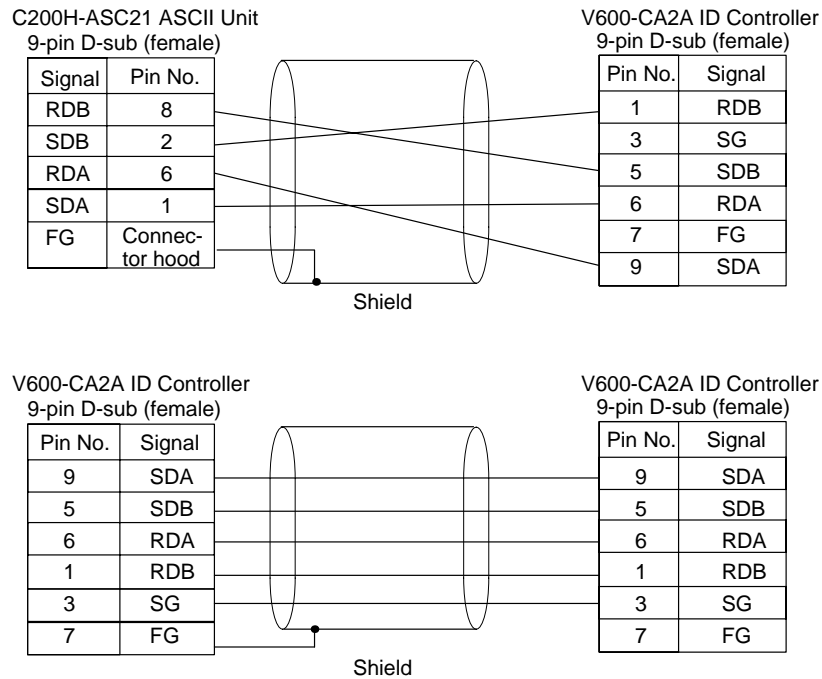 C200H-ASC21 ASCII Unit
9-pin D-sub (female)
Signal Pin No.
RDB 8
SDB 2
RDA 6
SDA 1
FG Connec-
tor hood
V600-CA2A ID Controller
9-pin D-sub (female)
Pin No. Signal
1 RDB
3 SG
5 SDB
6 RDA
7 FG
9 SDA
Shield
V600-CA2A ID Controller
9-pin D-sub (female)
Pin No. Signal
9 SDA
5 SDB
6 RDA
1 RDB
3 SG
7 FG
V600-CA2A ID Controller
9-pin D-sub (female)
Pin No. Signal
9 SDA
5 SDB
6 RDA
1 RDB
3 SG
7 FG
Shield